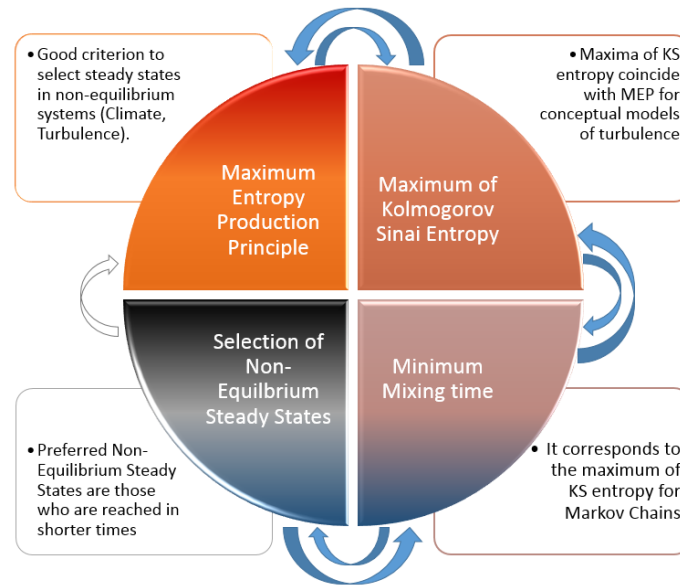 • Good criterion to
select steady states
in non-equilibrium
systems (Climate,
Turbulence).
• Maxima of KS
entropy coincide
with MEP for
conceptual models
of turbulence
Maximum
Entropy
Production
Principle
Maximum of
Kolmogorov
Sinai Entropy
Selection of
Non-
Equilbrium
Steady States
Minimum
Mixing time
• Preferred Non-
Equilibrium Steady
States are those
who are reached in
shorter times
• It corresponds to
the maximum of
KS entropy for
Markov Chains